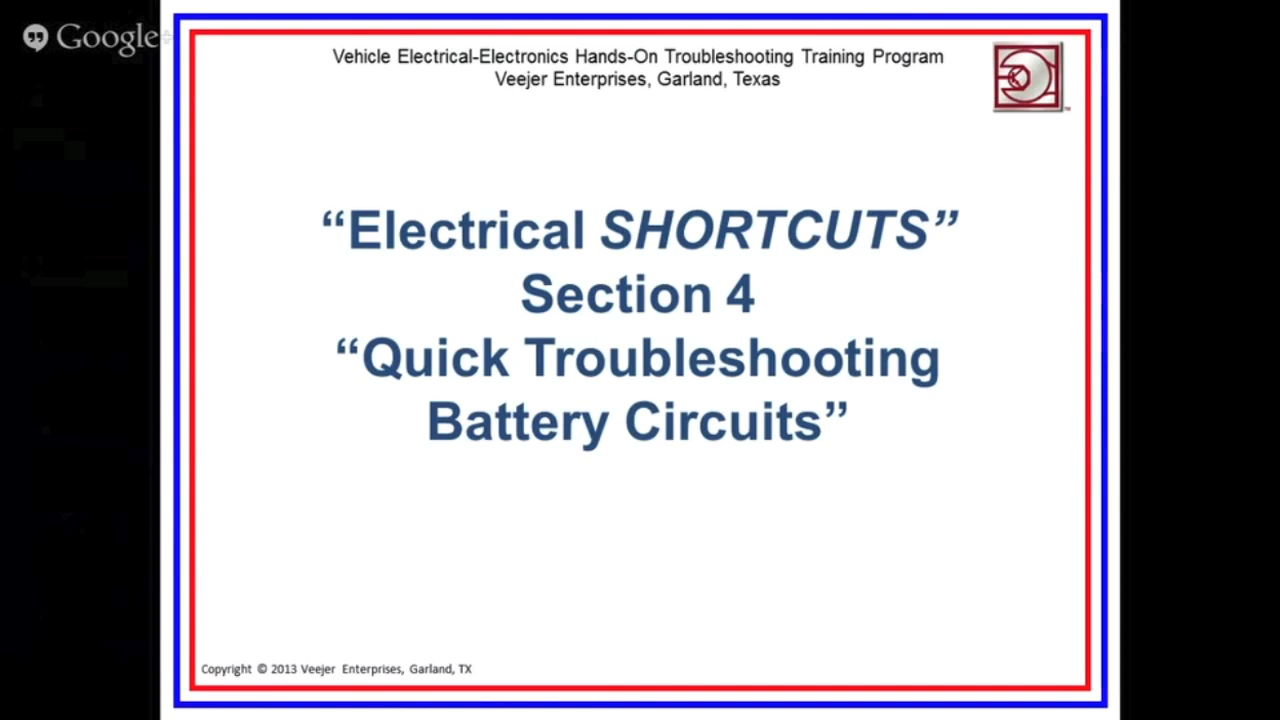 Google+
Vehicle Electrical-Electronics Hands-On Troubleshooting Training Program
Veejer Enterprises, Garland, Texas
“Electrical SHORTCUTS”
Section 4
“Quick Troubleshooting
Battery Circuits”
Copyright © 2013 Veejer Enterprises, Garland, TX